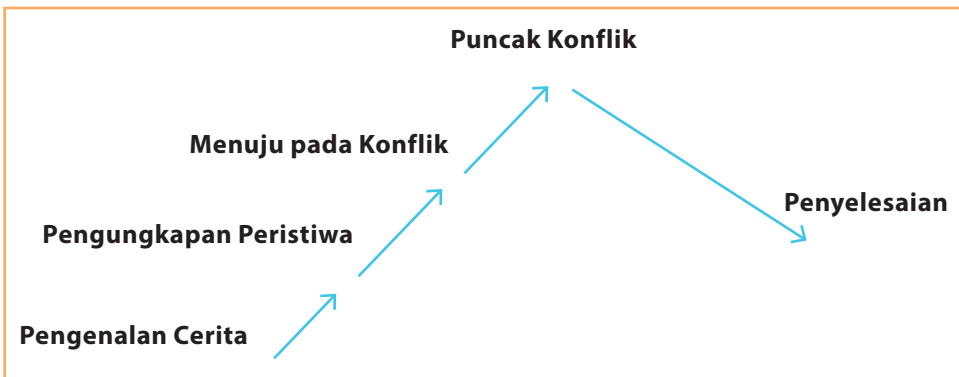 Puncak Konflik
Menuju pada Konflik
Penyelesaian
Pengungkapan Peristiwa
Pengenalan Cerita